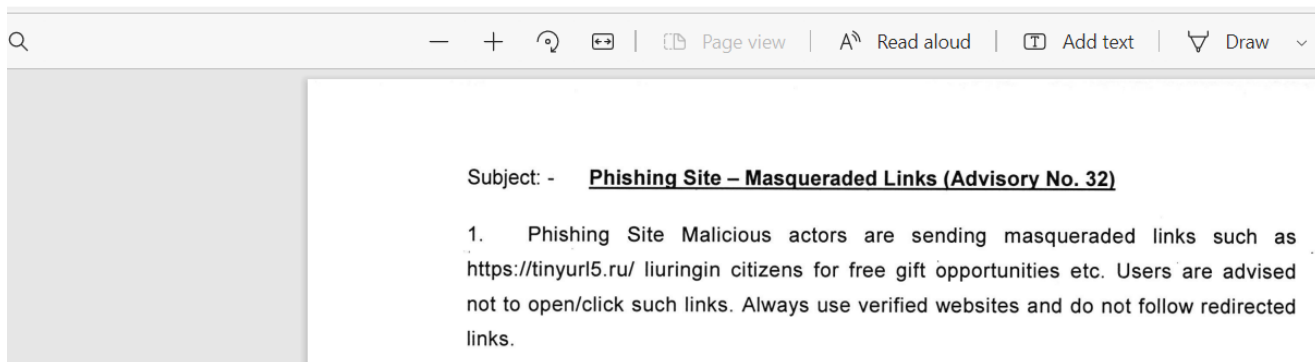 Page view
Read aloud
Add text
Draw
Subject: - Phishing Site – Masqueraded Links (Advisory No. 32)
1. Phishing Site Malicious actors are sending masqueraded links such as
https://tinyurl5.ru/ liuringin citizens for free gift opportunities etc. Users are advised
not to open/click such links. Always use verified websites and do not follow redirected
links.